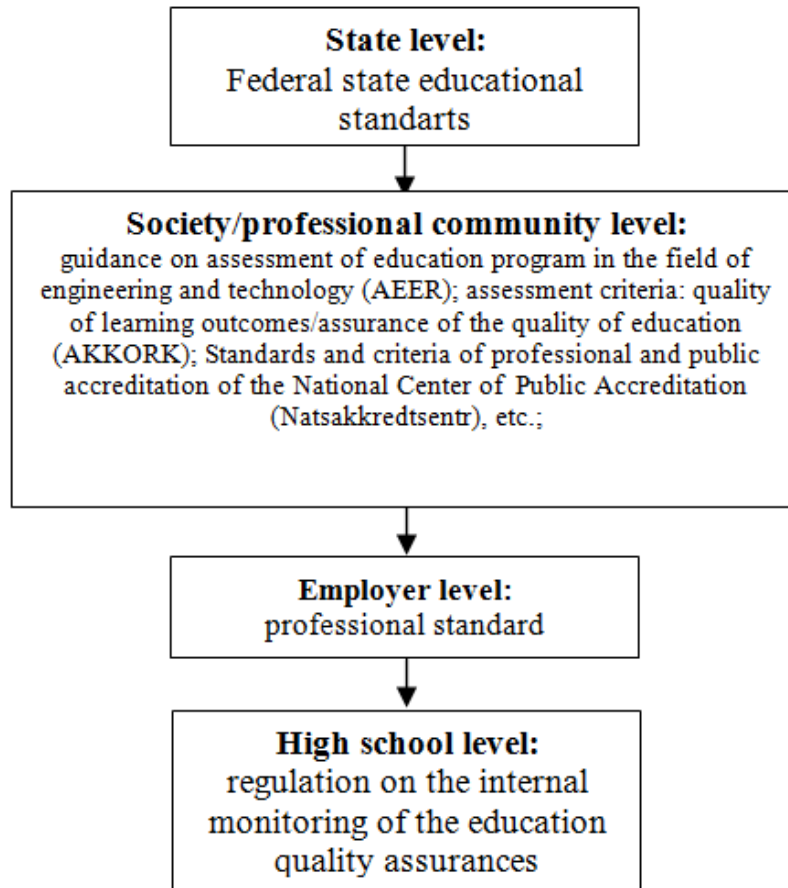 State level:
Federal state educational
standarts
Society/professional community level:
guidance on assessment of education program in the field of
engineering and technology (AEER); assessment criteria: quality
of learning outcomes/assurance of the quality of education
(AKKORK); Standards and criteria of professional and public
accreditation of the National Center of Public Accreditation
(Natsakkredtsentr), etc.;
Employer level:
professional standard
High school level:
regulation on the internal
monitoring of the education
quality assurances